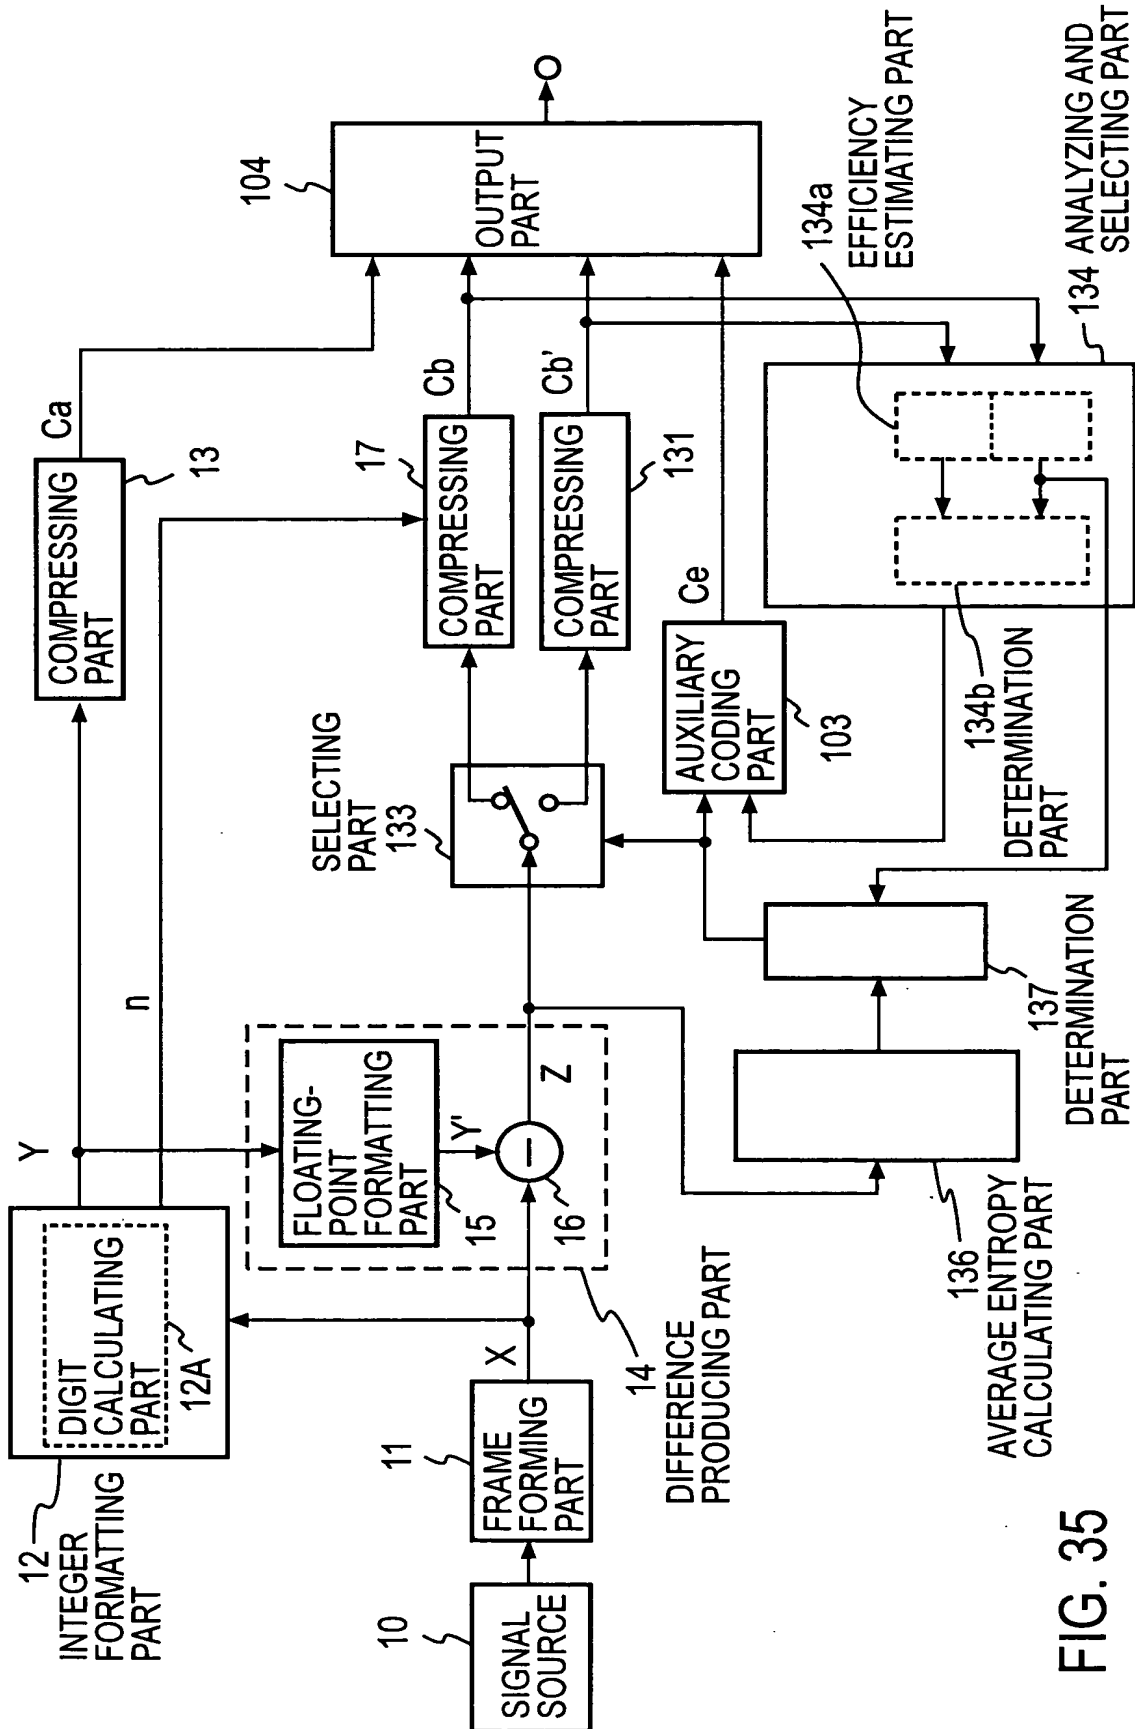 12
INTEGER
FORMATTING
PART
DIGIT
CALCULATING
PART
12A
Y
n
COMPRESSING
PART
13
Ca
10
SIGNAL
SOURCE
11
FRAME
FORMING
PART
X
14
DIFFERENCE
PRODUCING PART
FLOATING-
POINT
FORMATTING
PART
15
Y'
16
Z
SELECTING
PART
133
17
COMPRESSING
PART
Cb
COMPRESSING
PART
131
Cb'
AUXILIARY
CODING
PART
103
Ce
104
OUTPUT
PART
134a
EFFICIENCY
ESTIMATING PART
134 ANALYZING AND
SELECTING PART
134b
DETERMINATION
PART
137
DETERMINATION
PART
136
AVERAGE ENTROPY
CALCULATING PART
FIG. 35